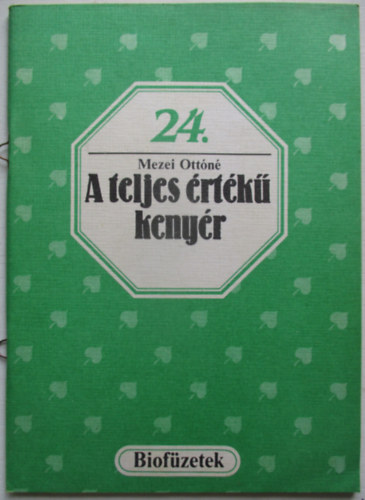 24.
Mezei Ottóné
A teljes értékű
kenyér
Biofüzetek